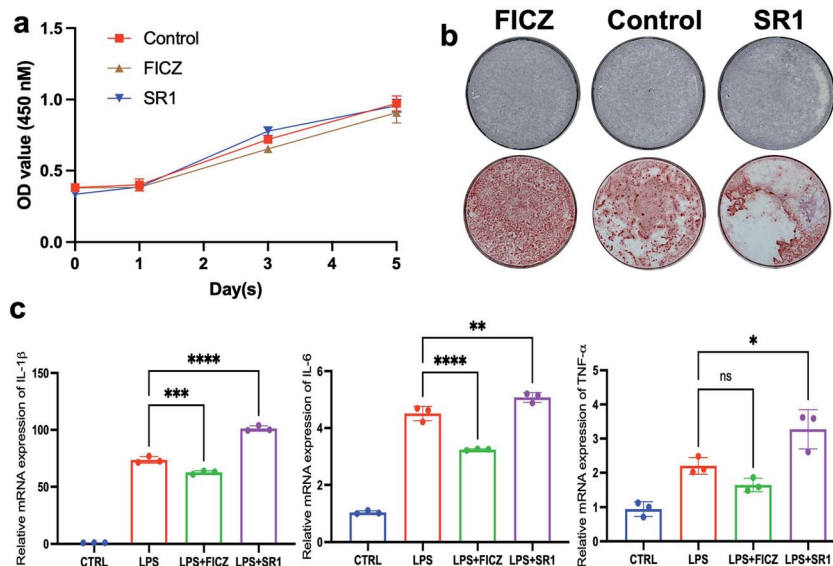 a
Control
FICZ
SR1
OD value (450 nM)
1.5
1.0
0.5
0.0
0 1 2 3 4 5
Day(s)
b
FICZ Control SR1
c
Relative mRNA expression of IL-1β
150
100
50
0
****
***
CTRL LPS LPS+FICZ LPS+SR1
Relative mRNA expression of IL-6
6
4
2
0
**
****
CTRL LPS LPS+FICZ LPS+SR1
Relative mRNA expression of TNF-α
5
4
3
2
1
0
*
ns
CTRL LPS LPS+FICZ LPS+SR1